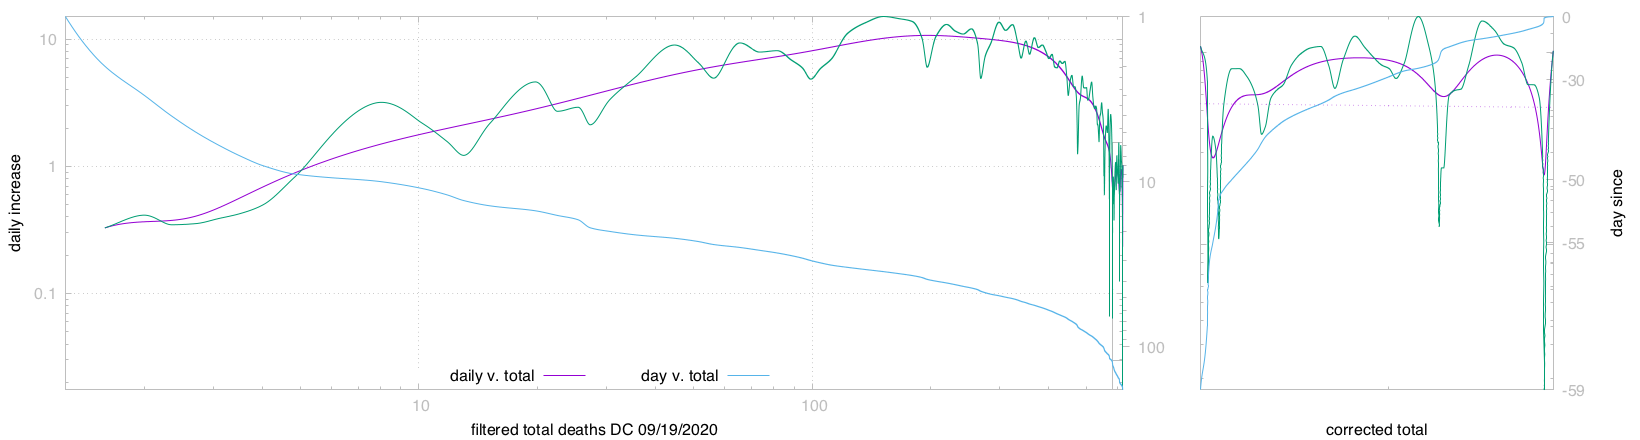 daily increase
10
1
0.1
1
10
100
daily v. total
day v. total
10
100
filtered total deaths DC 09/19/2020
0
-30
-50
-55
-59
day since
corrected total